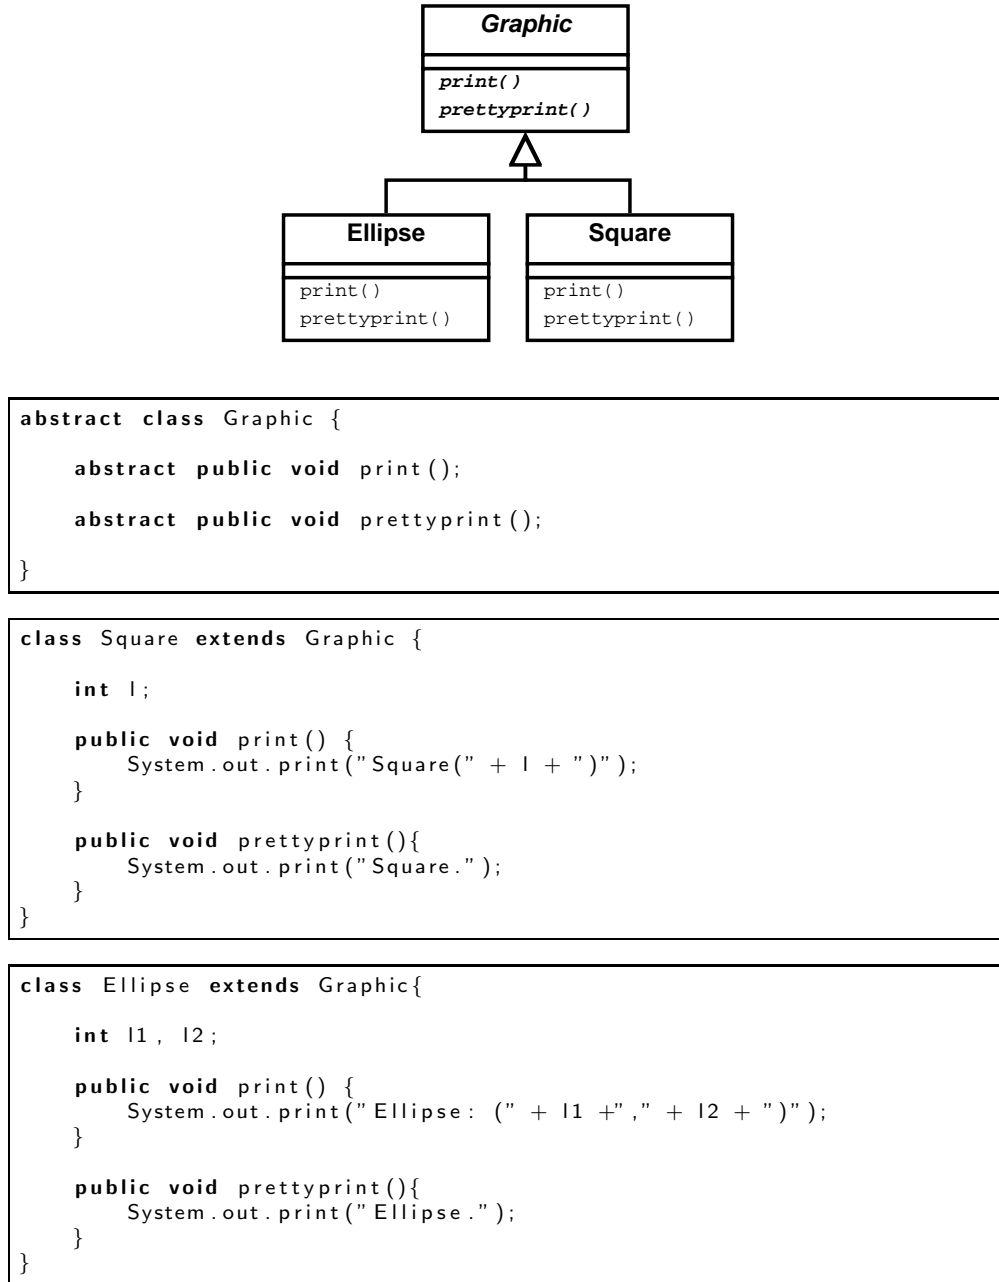 Graphic
print()
prettyprint()
Ellipse
print()
prettyprint()
Square
print()
prettyprint()
abstract class Graphic {
abstract public void print();
abstract public void prettyprint();
}
class Square extends Graphic {
int l;
public void print() {
System.out.print("Square(" + l + ")");
}
public void prettyprint(){
System.out.print("Square.");
}
}
class Ellipse extends Graphic{
int l1, l2;
public void print() {
System.out.print("Ellipse: (" + l1 +"," + l2 + ")");
}
public void prettyprint(){
System.out.print("Ellipse.");
}
}